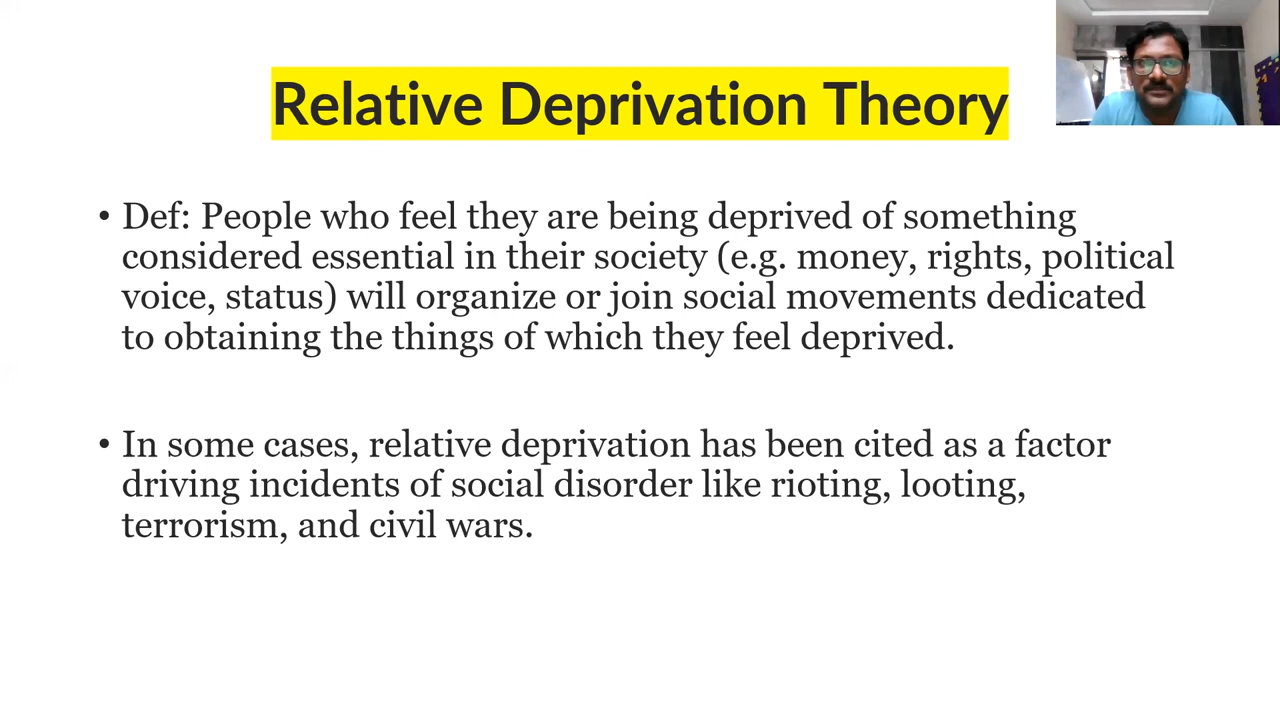 Relative Deprivation Theory
• Def: People who feel they are being deprived of something
considered essential in their society (e.g. money, rights, political
voice, status) will organize or join social movements dedicated
to obtaining the things of which they feel deprived.
• In some cases, relative deprivation has been cited as a factor
driving incidents of social disorder like rioting, looting,
terrorism, and civil wars.